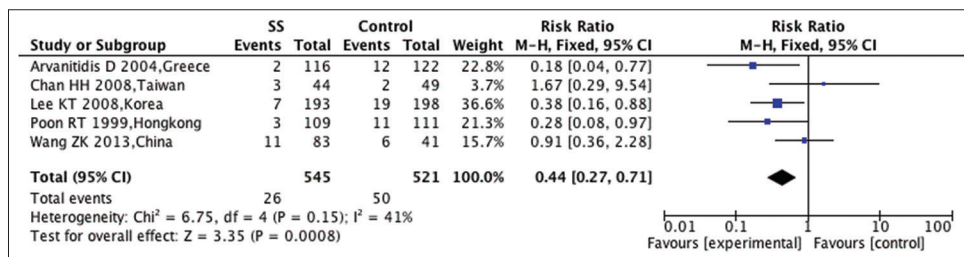 SS Control Risk Ratio Risk Ratio
Study or Subgroup Events Total Events Total Weight M-H, Fixed, 95% CI M-H, Fixed, 95% CI
Arvanitidis D 2004,Greece 2 116 12 122 22.8% 0.18 [0.04, 0.77]
Chan HH 2008,Taiwan 3 44 2 49 3.7% 1.67 [0.29, 9.54]
Lee KT 2008,Korea 7 193 19 198 36.6% 0.38 [0.16, 0.88]
Poon RT 1999,Hongkong 3 109 11 111 21.3% 0.28 [0.08, 0.97]
Wang ZK 2013,China 11 83 6 41 15.7% 0.91 [0.36, 2.28]
Total (95% CI) 545 521 100.0% 0.44 [0.27, 0.71]
Total events 26 50
Heterogeneity: Chi² = 6.75, df = 4 (P = 0.15); I² = 41%
Test for overall effect: Z = 3.35 (P = 0.0008)
0.01 0.1 1 10 100
Favours [experimental] Favours [control]